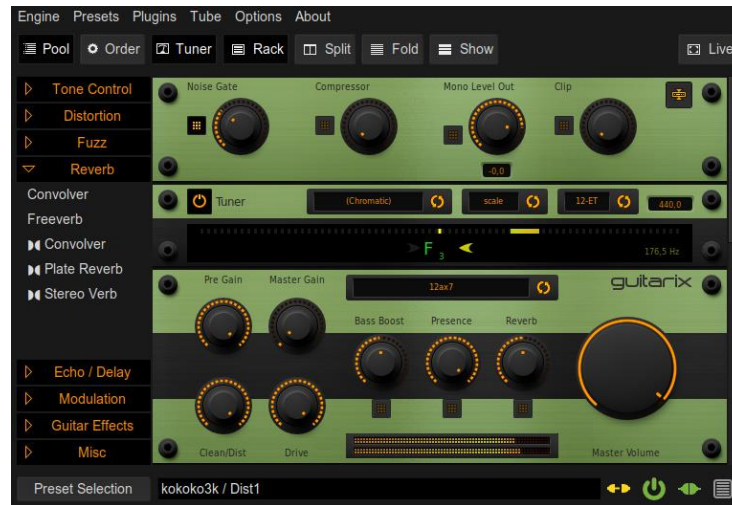 Engine Presets Plugins Tube Options About
Pool Order Tuner Rack Split Fold Show Live
Tone Control
Distortion
Fuzz
Reverb
Convolver
Freeverb
Convolver
Plate Reverb
Stereo Verb
Echo / Delay
Modulation
Guitar Effects
Misc
Noise Gate Compressor Mono Level Out Clip
-0,0
Tuner (Chromatic) scale 12-ET 440,0
F 3 176,5 Hz
Pre Gain Master Gain 12ax7 guitarix
Bass Boost Presence Reverb
Clean/Dist Drive Master Volume
Preset Selection kokoko3k / Dist1